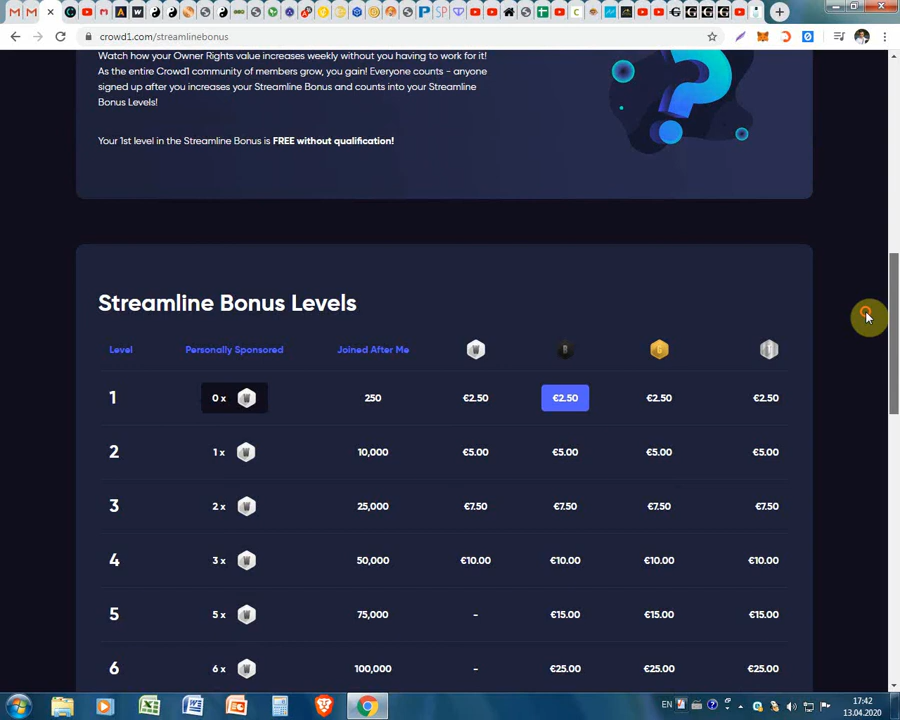 crowd1.com/streamlinebonus
Watch how your Owner Rights value increases weekly without you having to work for it!
As the entire Crowd1 community of members grow, you gain! Everyone counts - anyone
signed up after you increases your Streamline Bonus and counts into your Streamline
Bonus Levels!
Your 1st level in the Streamline Bonus is FREE without qualification!
Streamline Bonus Levels
Level Personally Sponsored Joined After Me
1 0 x 250 €2.50 €2.50 €2.50 €2.50
2 1 x 10,000 €5.00 €5.00 €5.00 €5.00
3 2 x 25,000 €7.50 €7.50 €7.50 €7.50
4 3 x 50,000 €10.00 €10.00 €10.00 €10.00
5 5 x 75,000 - €15.00 €15.00 €15.00
6 6 x 100,000 - €25.00 €25.00 €25.00
EN 17:42
13.04.2020